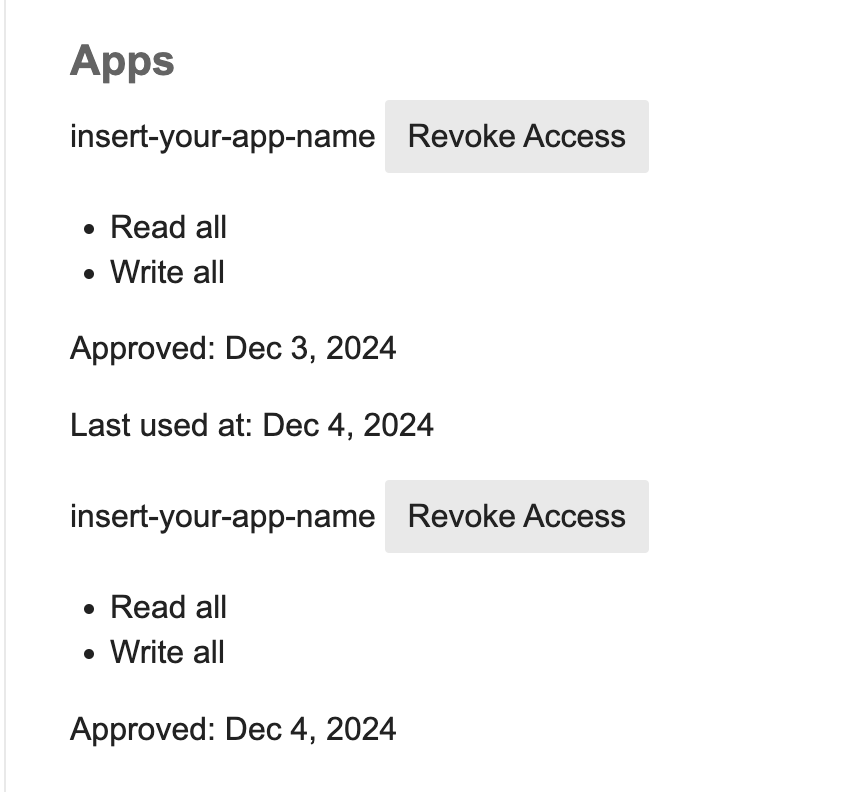 Apps
insert-your-app-name Revoke Access
• Read all
• Write all
Approved: Dec 3, 2024
Last used at: Dec 4, 2024
insert-your-app-name Revoke Access
• Read all
• Write all
Approved: Dec 4, 2024